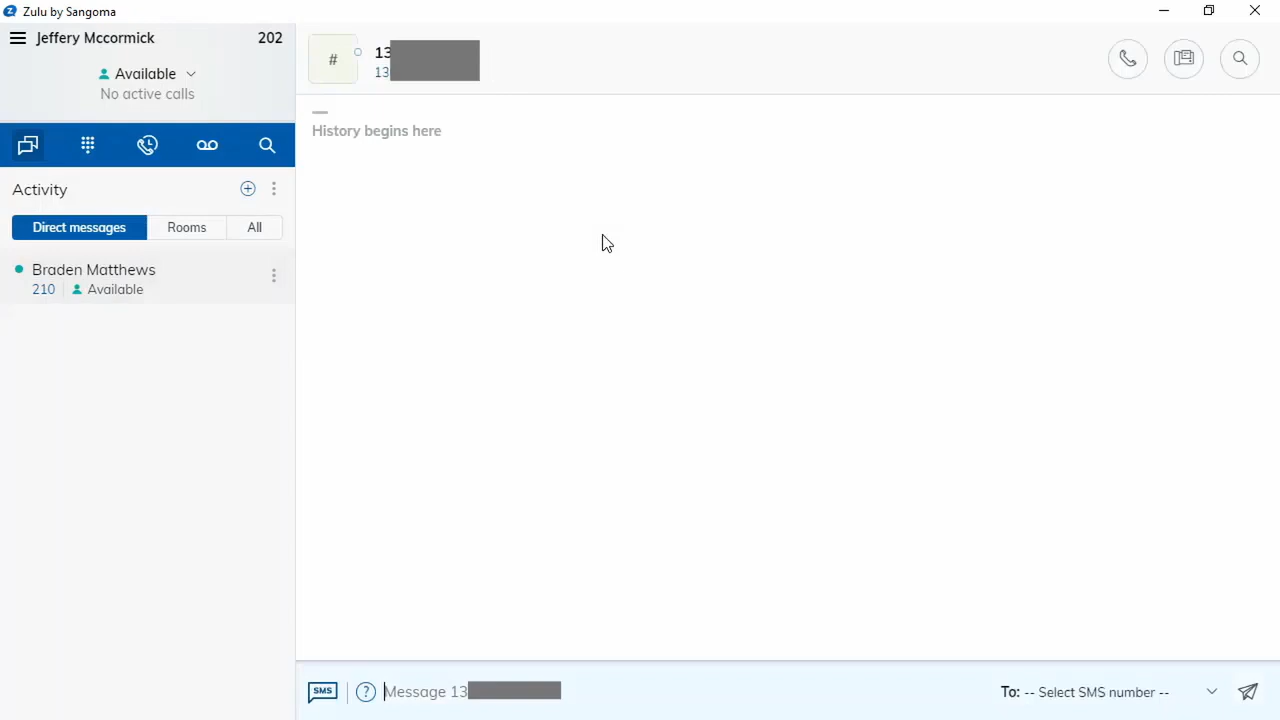 Zulu by Sangoma
Jeffery Mccormick 202
Available
No active calls
Activity
Direct messages Rooms All
Braden Matthews
210 Available
# 13
13
History begins here
SMS ? Message 13
To: -- Select SMS number --